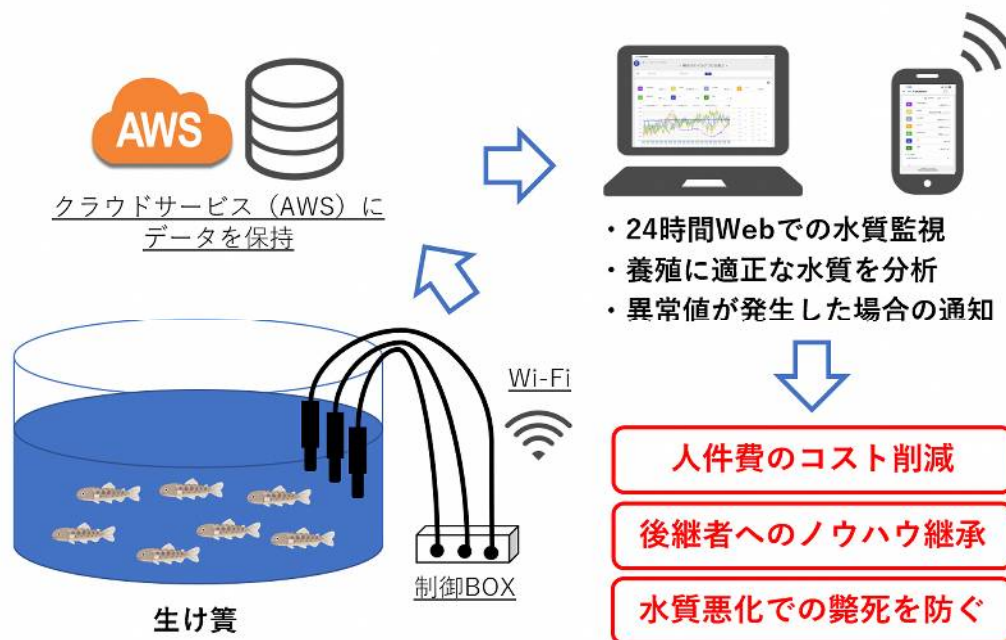 AWS
クラウドサービス（AWS）に
データを保持
・24時間Webでの水質監視
・養殖に適正な水質を分析
・異常値が発生した場合の通知
Wi-Fi
制御BOX
生け簀
人件費のコスト削減
後継者へのノウハウ継承
水質悪化での斃死を防ぐ